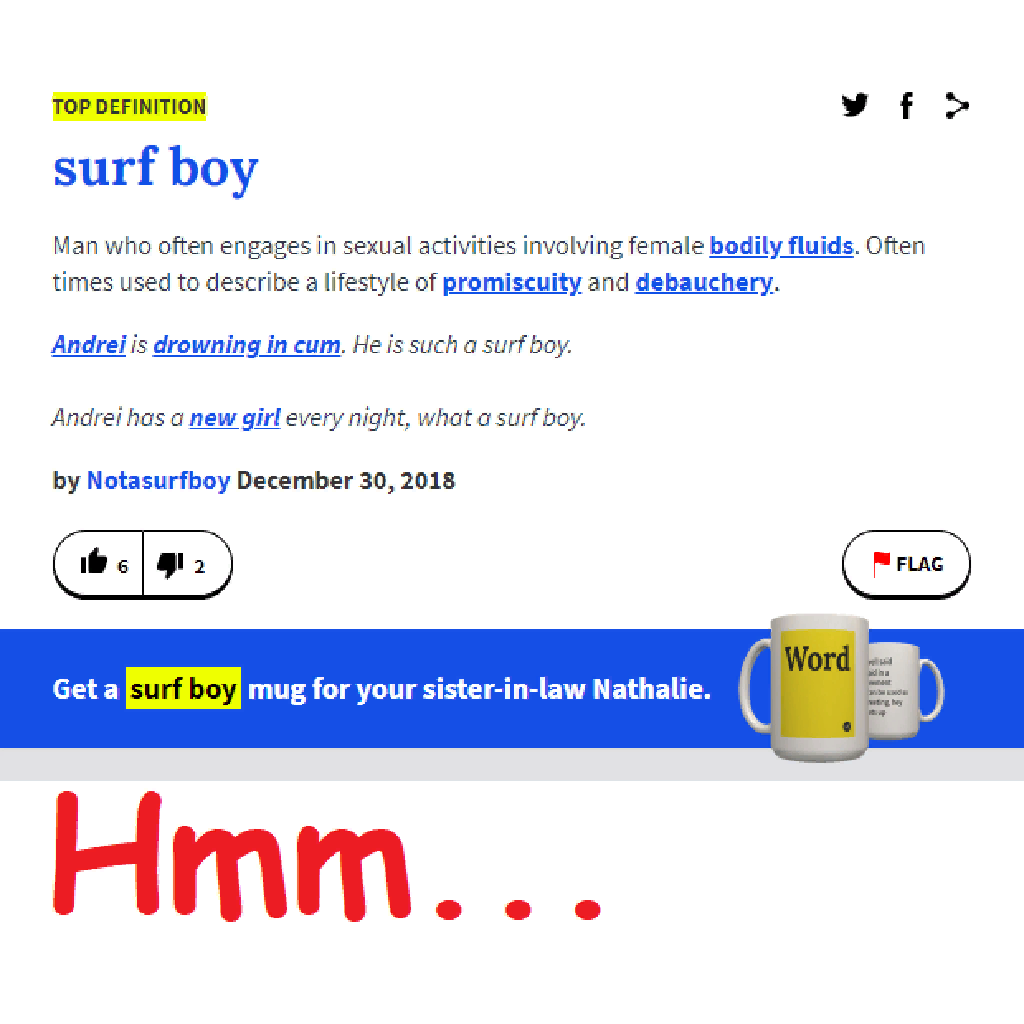 TOP DEFINITION
surf boy
Man who often engages in sexual activities involving female bodily fluids. Often
times used to describe a lifestyle of promiscuity and debauchery.
Andrei is drowning in cum. He is such a surf boy.
Andrei has a new girl every night, what a surf boy.
by Notasurfboy December 30, 2018
6 2
FLAG
Get a surf boy mug for your sister-in-law Nathalie.
Word
Hmm...